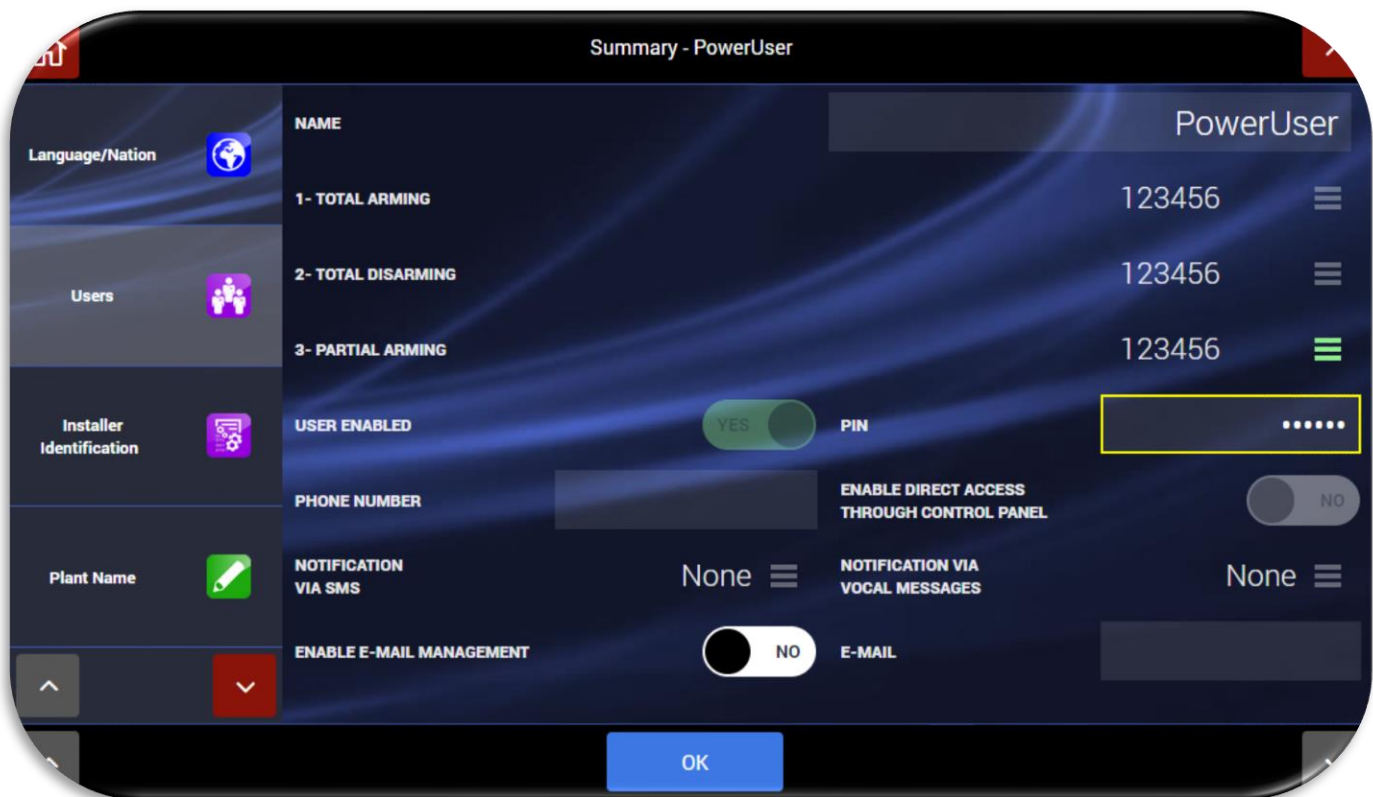 Summary - PowerUser
Language/Nation
Users
Installer
Identification
Plant Name
NAME
PowerUser
1- TOTAL ARMING
123456
2- TOTAL DISARMING
123456
3- PARTIAL ARMING
123456
USER ENABLED
YES
PIN
••••••
PHONE NUMBER
ENABLE DIRECT ACCESS
THROUGH CONTROL PANEL
NO
NOTIFICATION
VIA SMS
None
NOTIFICATION VIA
VOCAL MESSAGES
None
ENABLE E-MAIL MANAGEMENT
NO
E-MAIL
OK